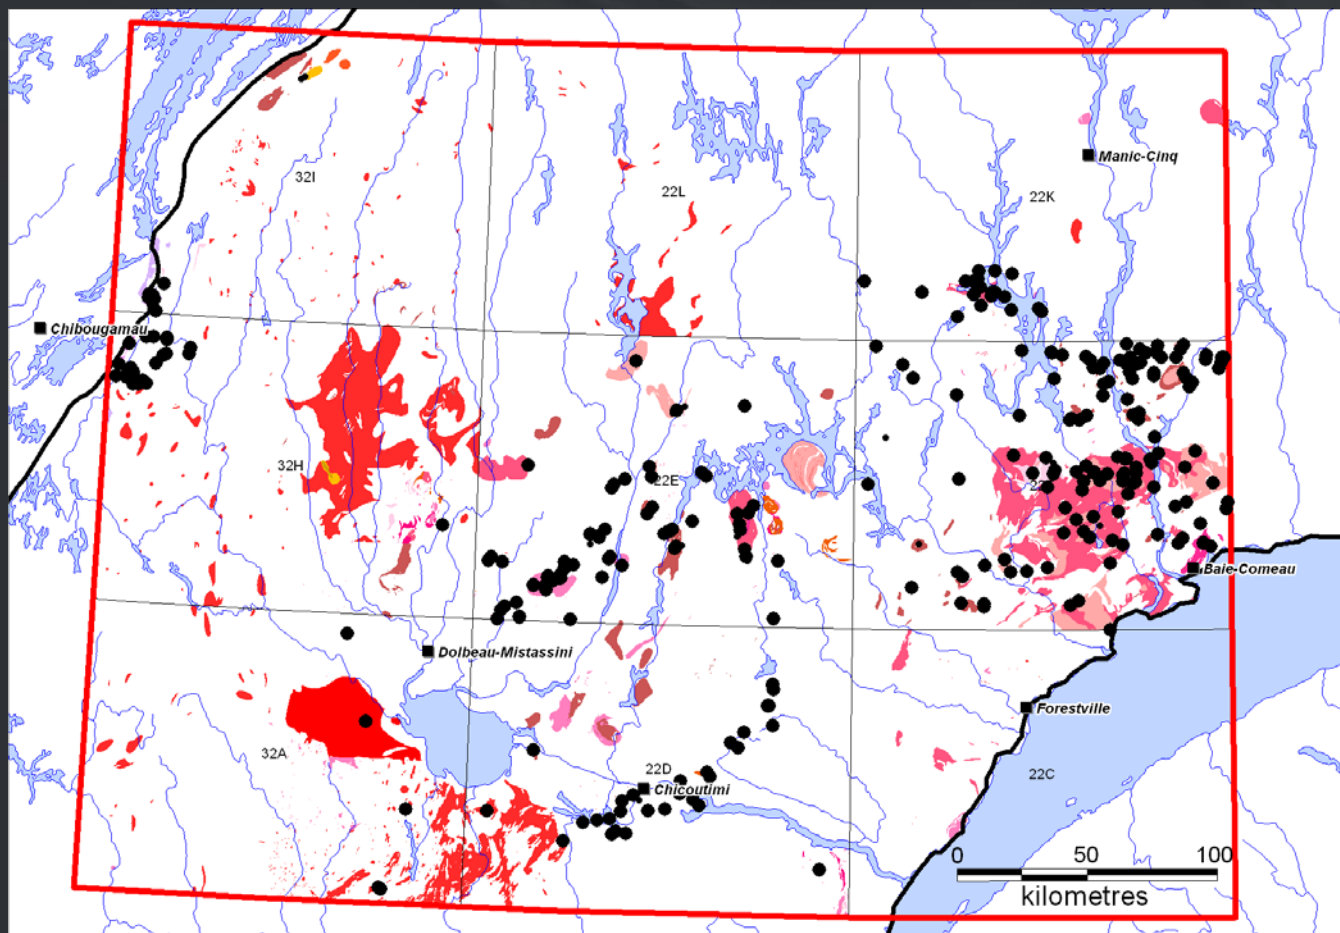 Manic-Cinq
32I
22L
22K
Chibougamau
32H
22E
22
Baie-Comeau
Dolbeau-Mistassini
Forestville
32A
22D
22C
Chicoutimi
0 50 100
kilometres